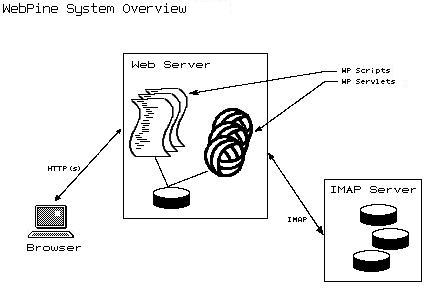 WebPine System Overview
Web Server
WP Scripts
WP Servlets
HTTP(s)
IMAP
IMAP Server
Browser